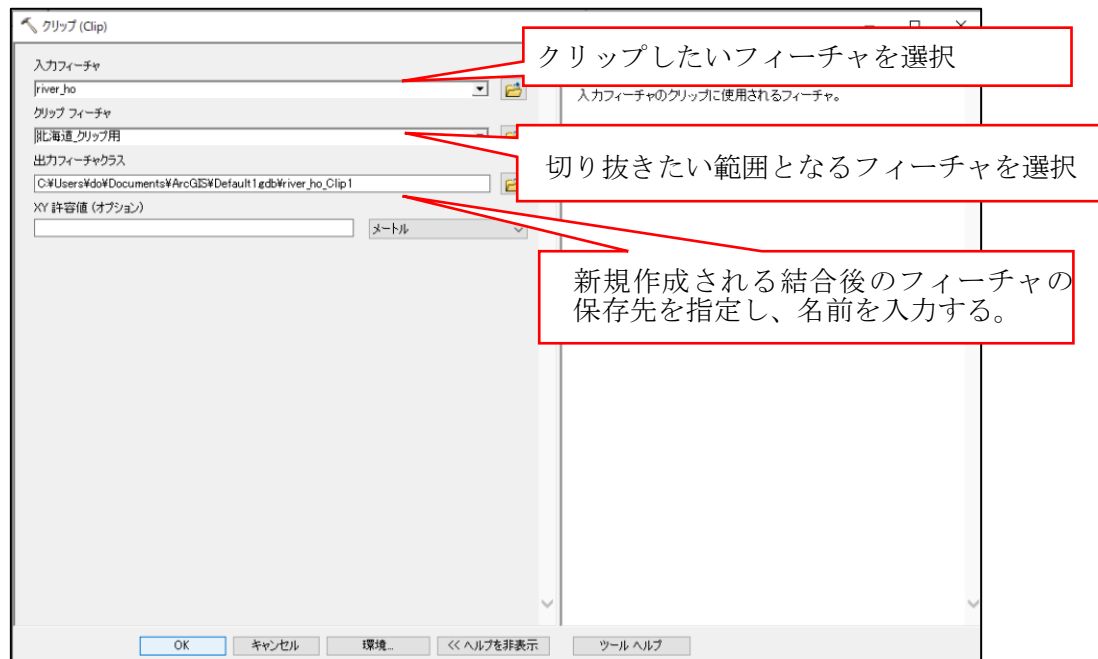 クリップ (Clip)
入力フィーチャ
river_ho
クリップ フィーチャ
北海道_クリップ用
出力フィーチャクラス
C:¥Users¥do¥Documents¥ArcGIS¥Default1.gdb¥river_ho_Clip1
XY 許容値 (オプション)
メートル
クリップしたいフィーチャを選択
入力フィーチャのクリップに使用されるフィーチャ。
切り抜きたい範囲となるフィーチャを選択
新規作成される結合後のフィーチャの
保存先を指定し、名前を入力する。
OK キャンセル 環境... << ヘルプを非表示 ツール ヘルプ